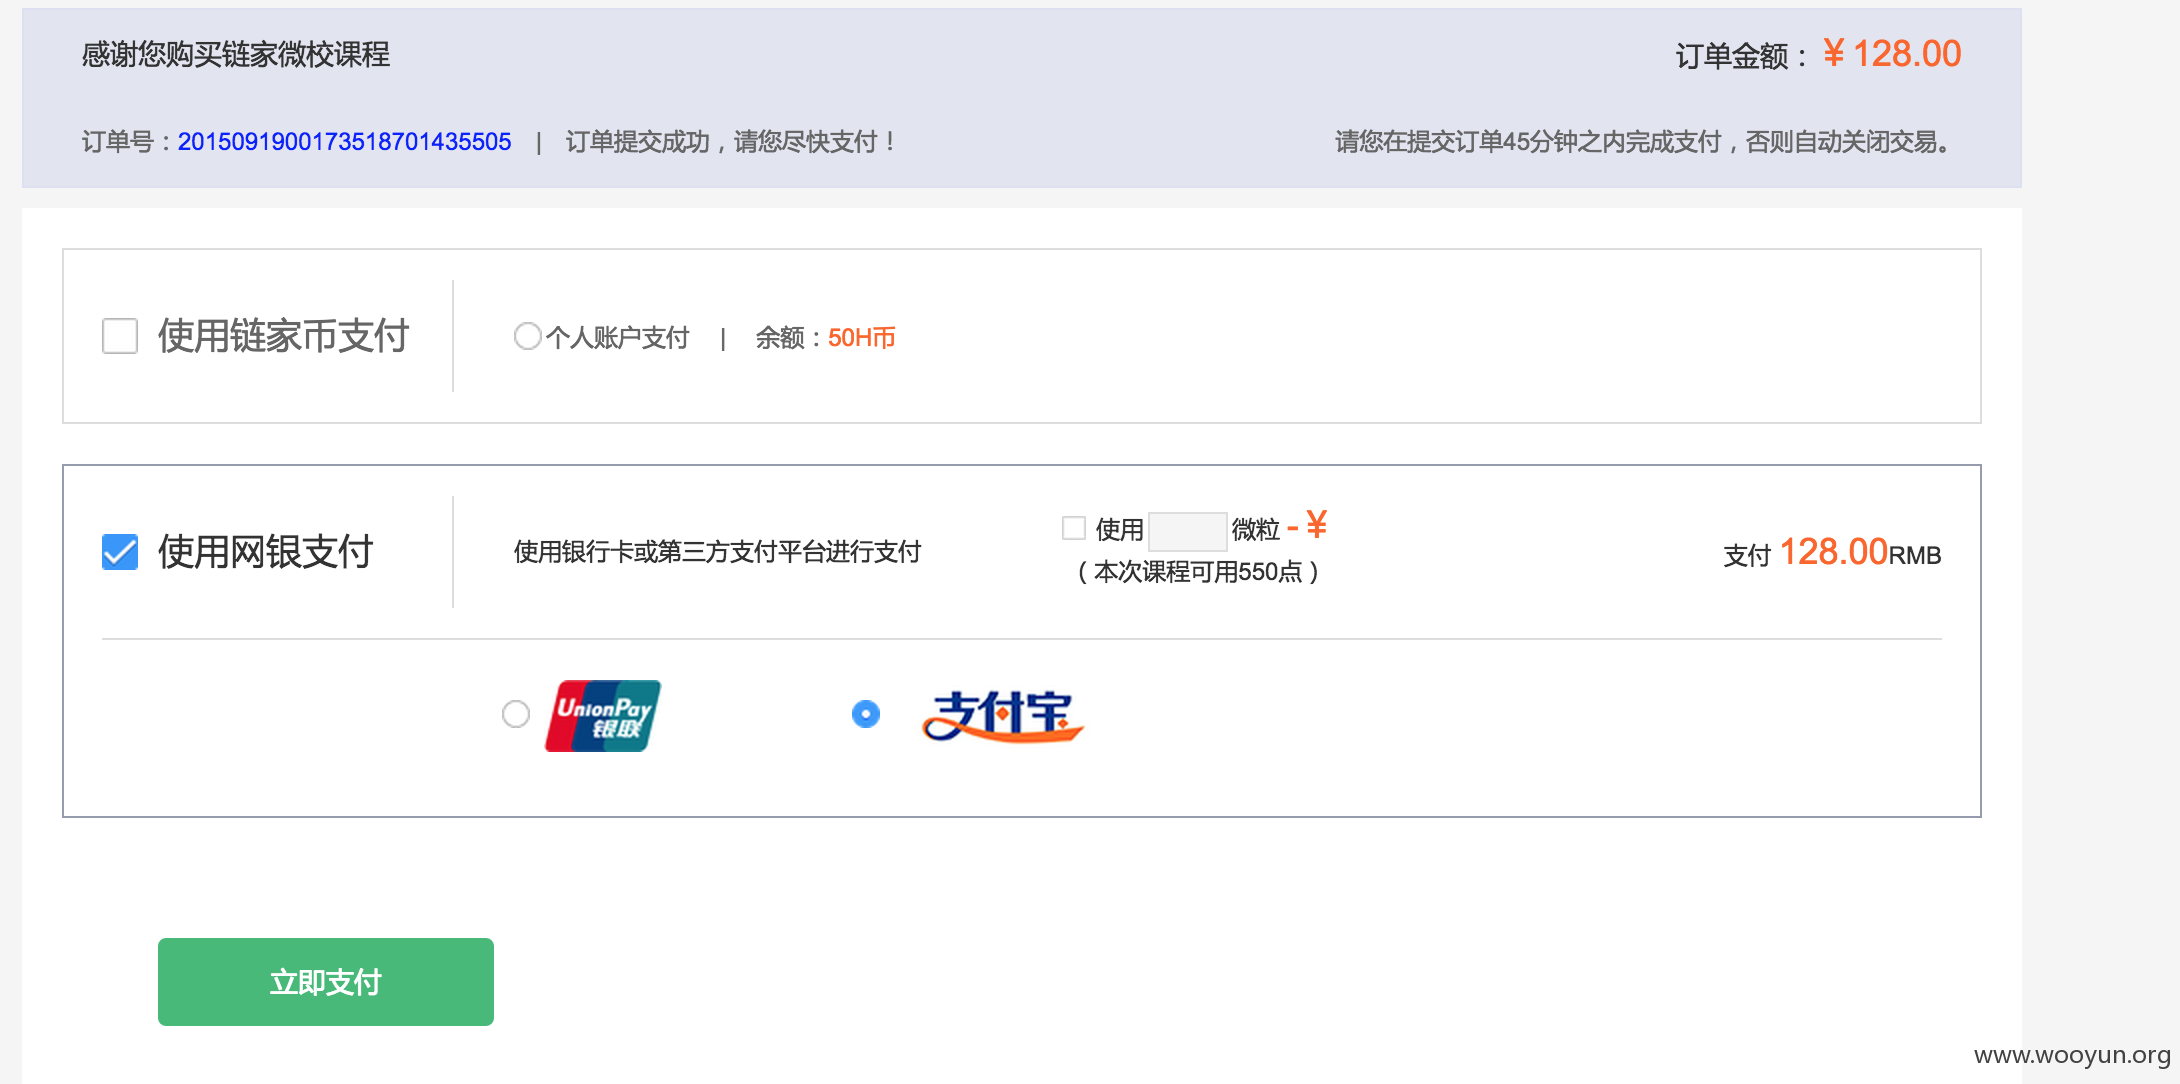 感谢您购买链家微校课程
订单金额：¥ 128.00
订单号：2015091900173518701435505 | 订单提交成功，请您尽快支付！
请您在提交订单45分钟之内完成支付，否则自动关闭交易。
使用链家币支付
个人账户支付 | 余额：50H币
使用网银支付
使用银行卡或第三方支付平台进行支付
使用 微粒 - ¥
（本次课程可用550点）
支付 128.00RMB
UnionPay
银联
支付宝
立即支付
www.wooyun.org